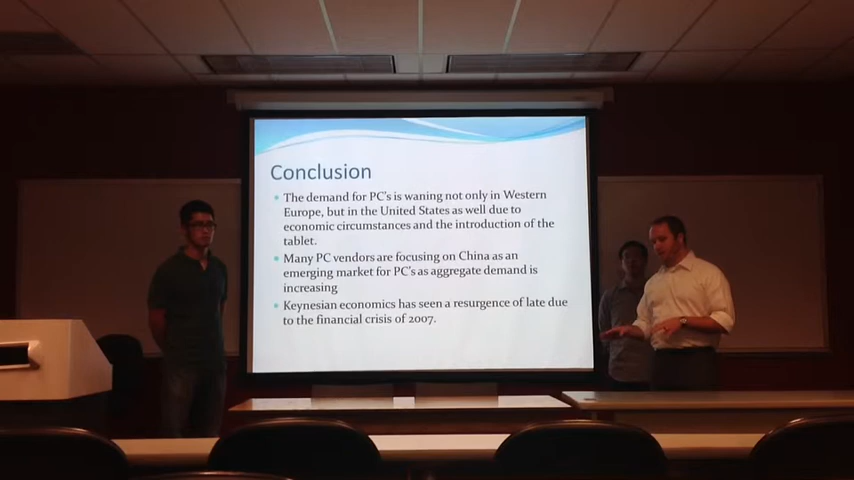 Conclusion
The demand for PC's is waning not only in Western
Europe, but in the United States as well due to
economic circumstances and the introduction of the
tablet.
Many PC vendors are focusing on China as an
emerging market for PC's as aggregate demand is
increasing
Keynesian economics has seen a resurgence of late due
to the financial crisis of 2007.